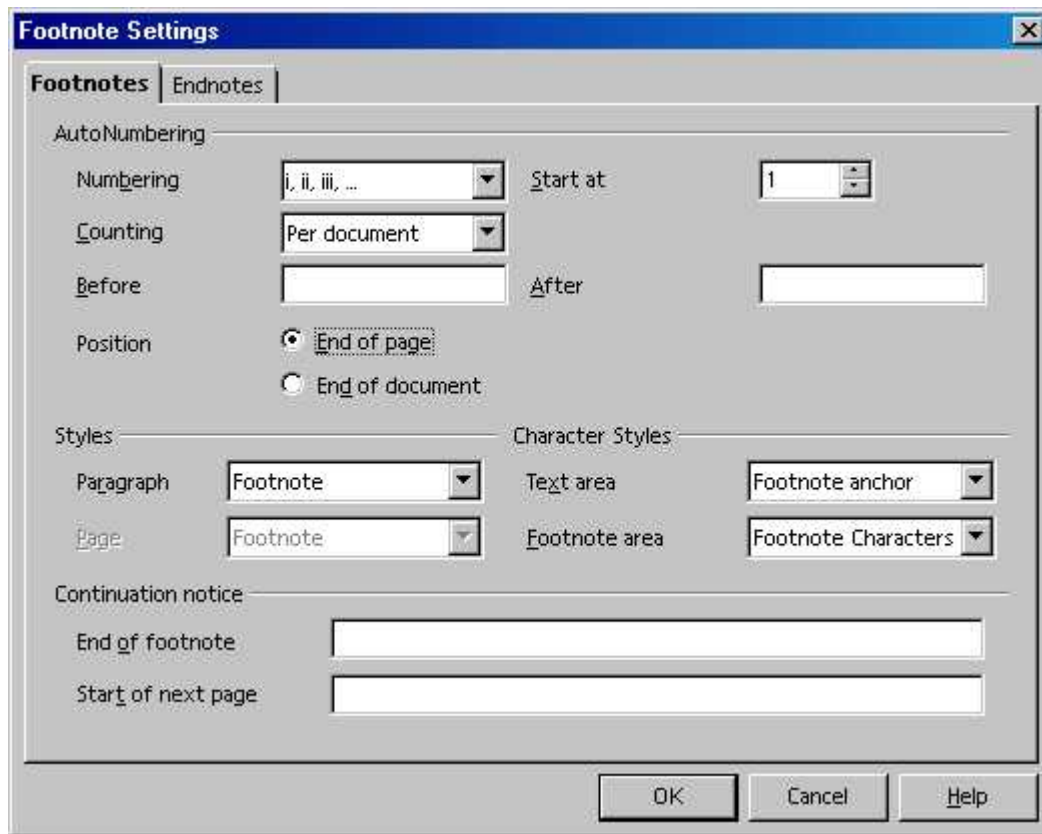 Footnote Settings
Footnotes Endnotes
AutoNumbering
Numbering i, ii, iii, ... Start at 1
Counting Per document
Before After
Position End of page
End of document
Styles Character Styles
Paragraph Footnote Text area Footnote anchor
Page Footnote Footnote area Footnote Characters
Continuation notice
End of footnote
Start of next page
OK Cancel Help